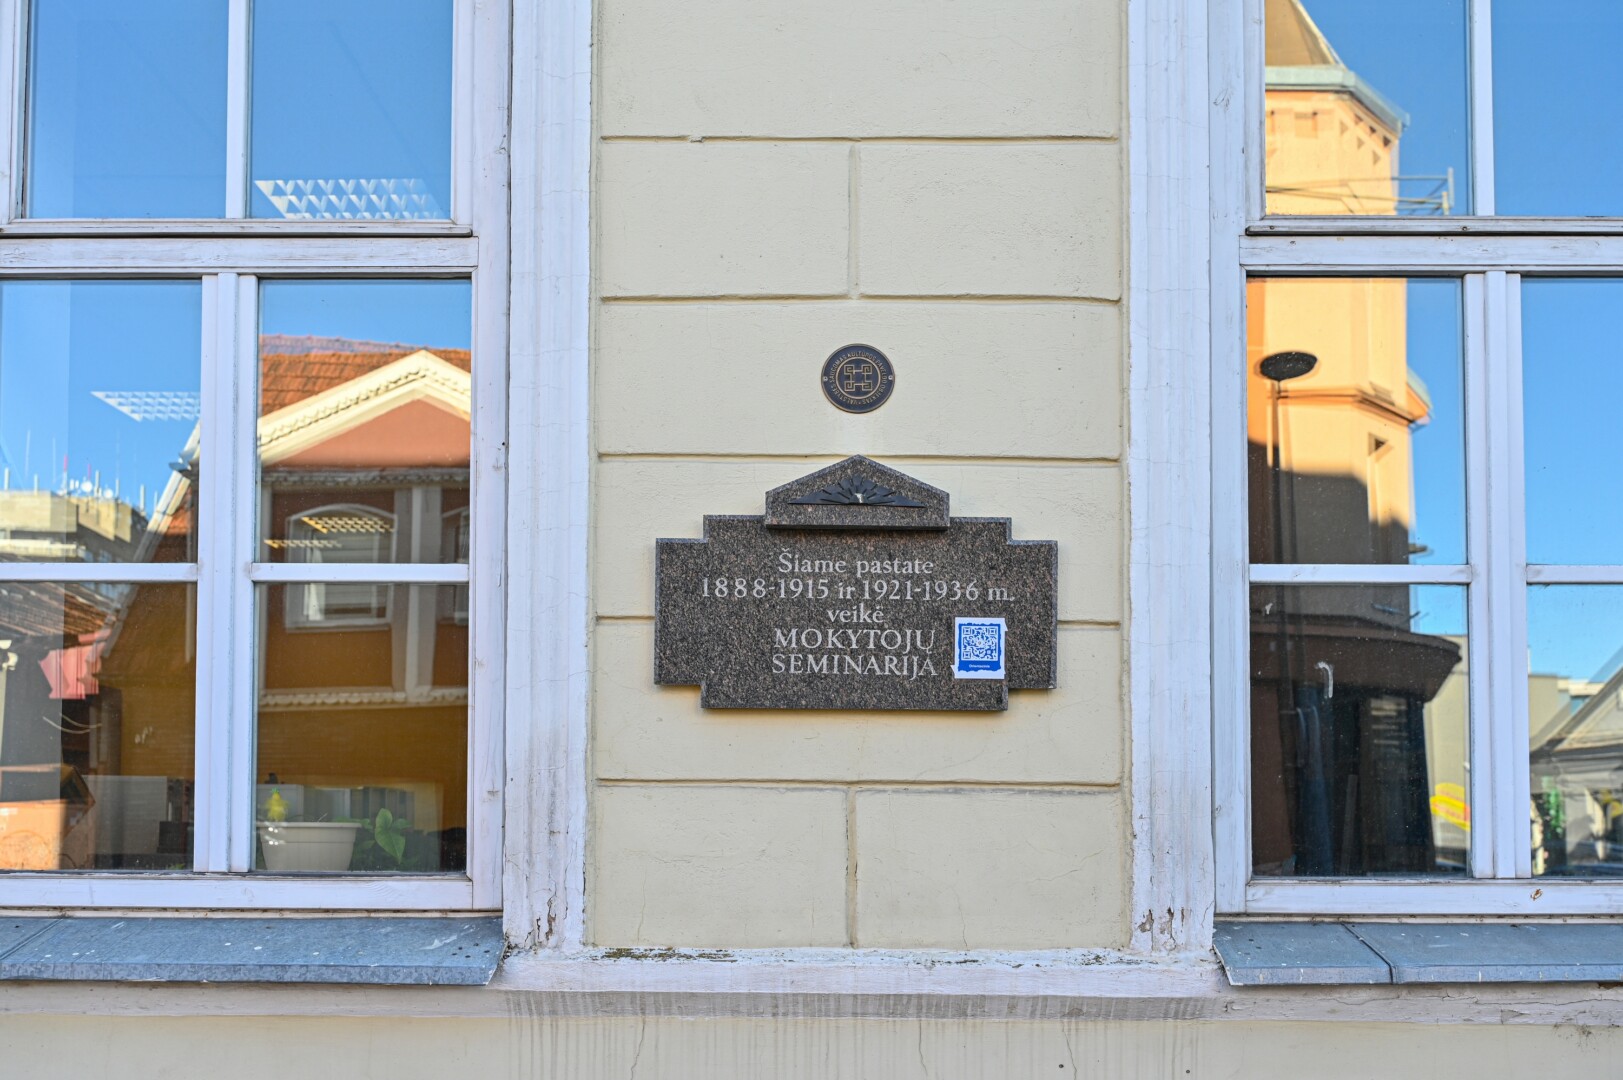 Šiame pastate
1888-1915 ir 1921-1936 m.
veikė
MOKYTOJŲ
SEMINARIJA